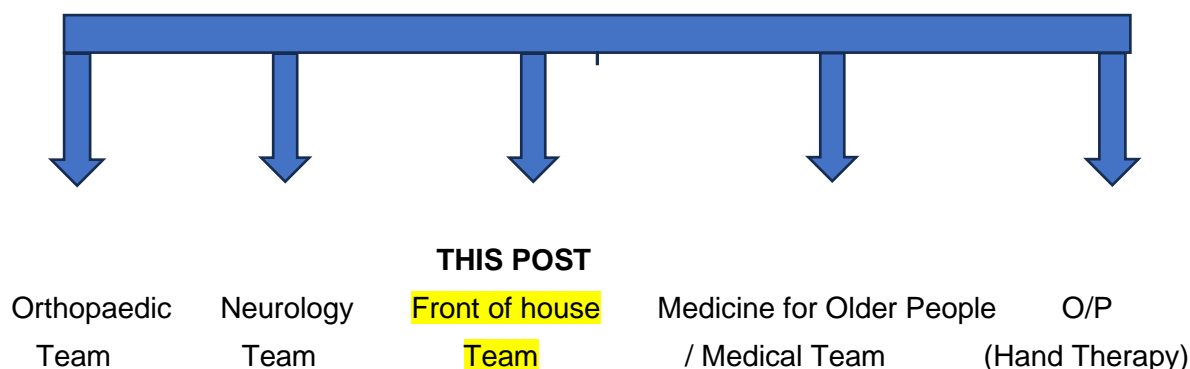 THIS POST
Orthopaedic Neurology Front of house Medicine for Older People O/P
Team Team Team / Medical Team (Hand Therapy)